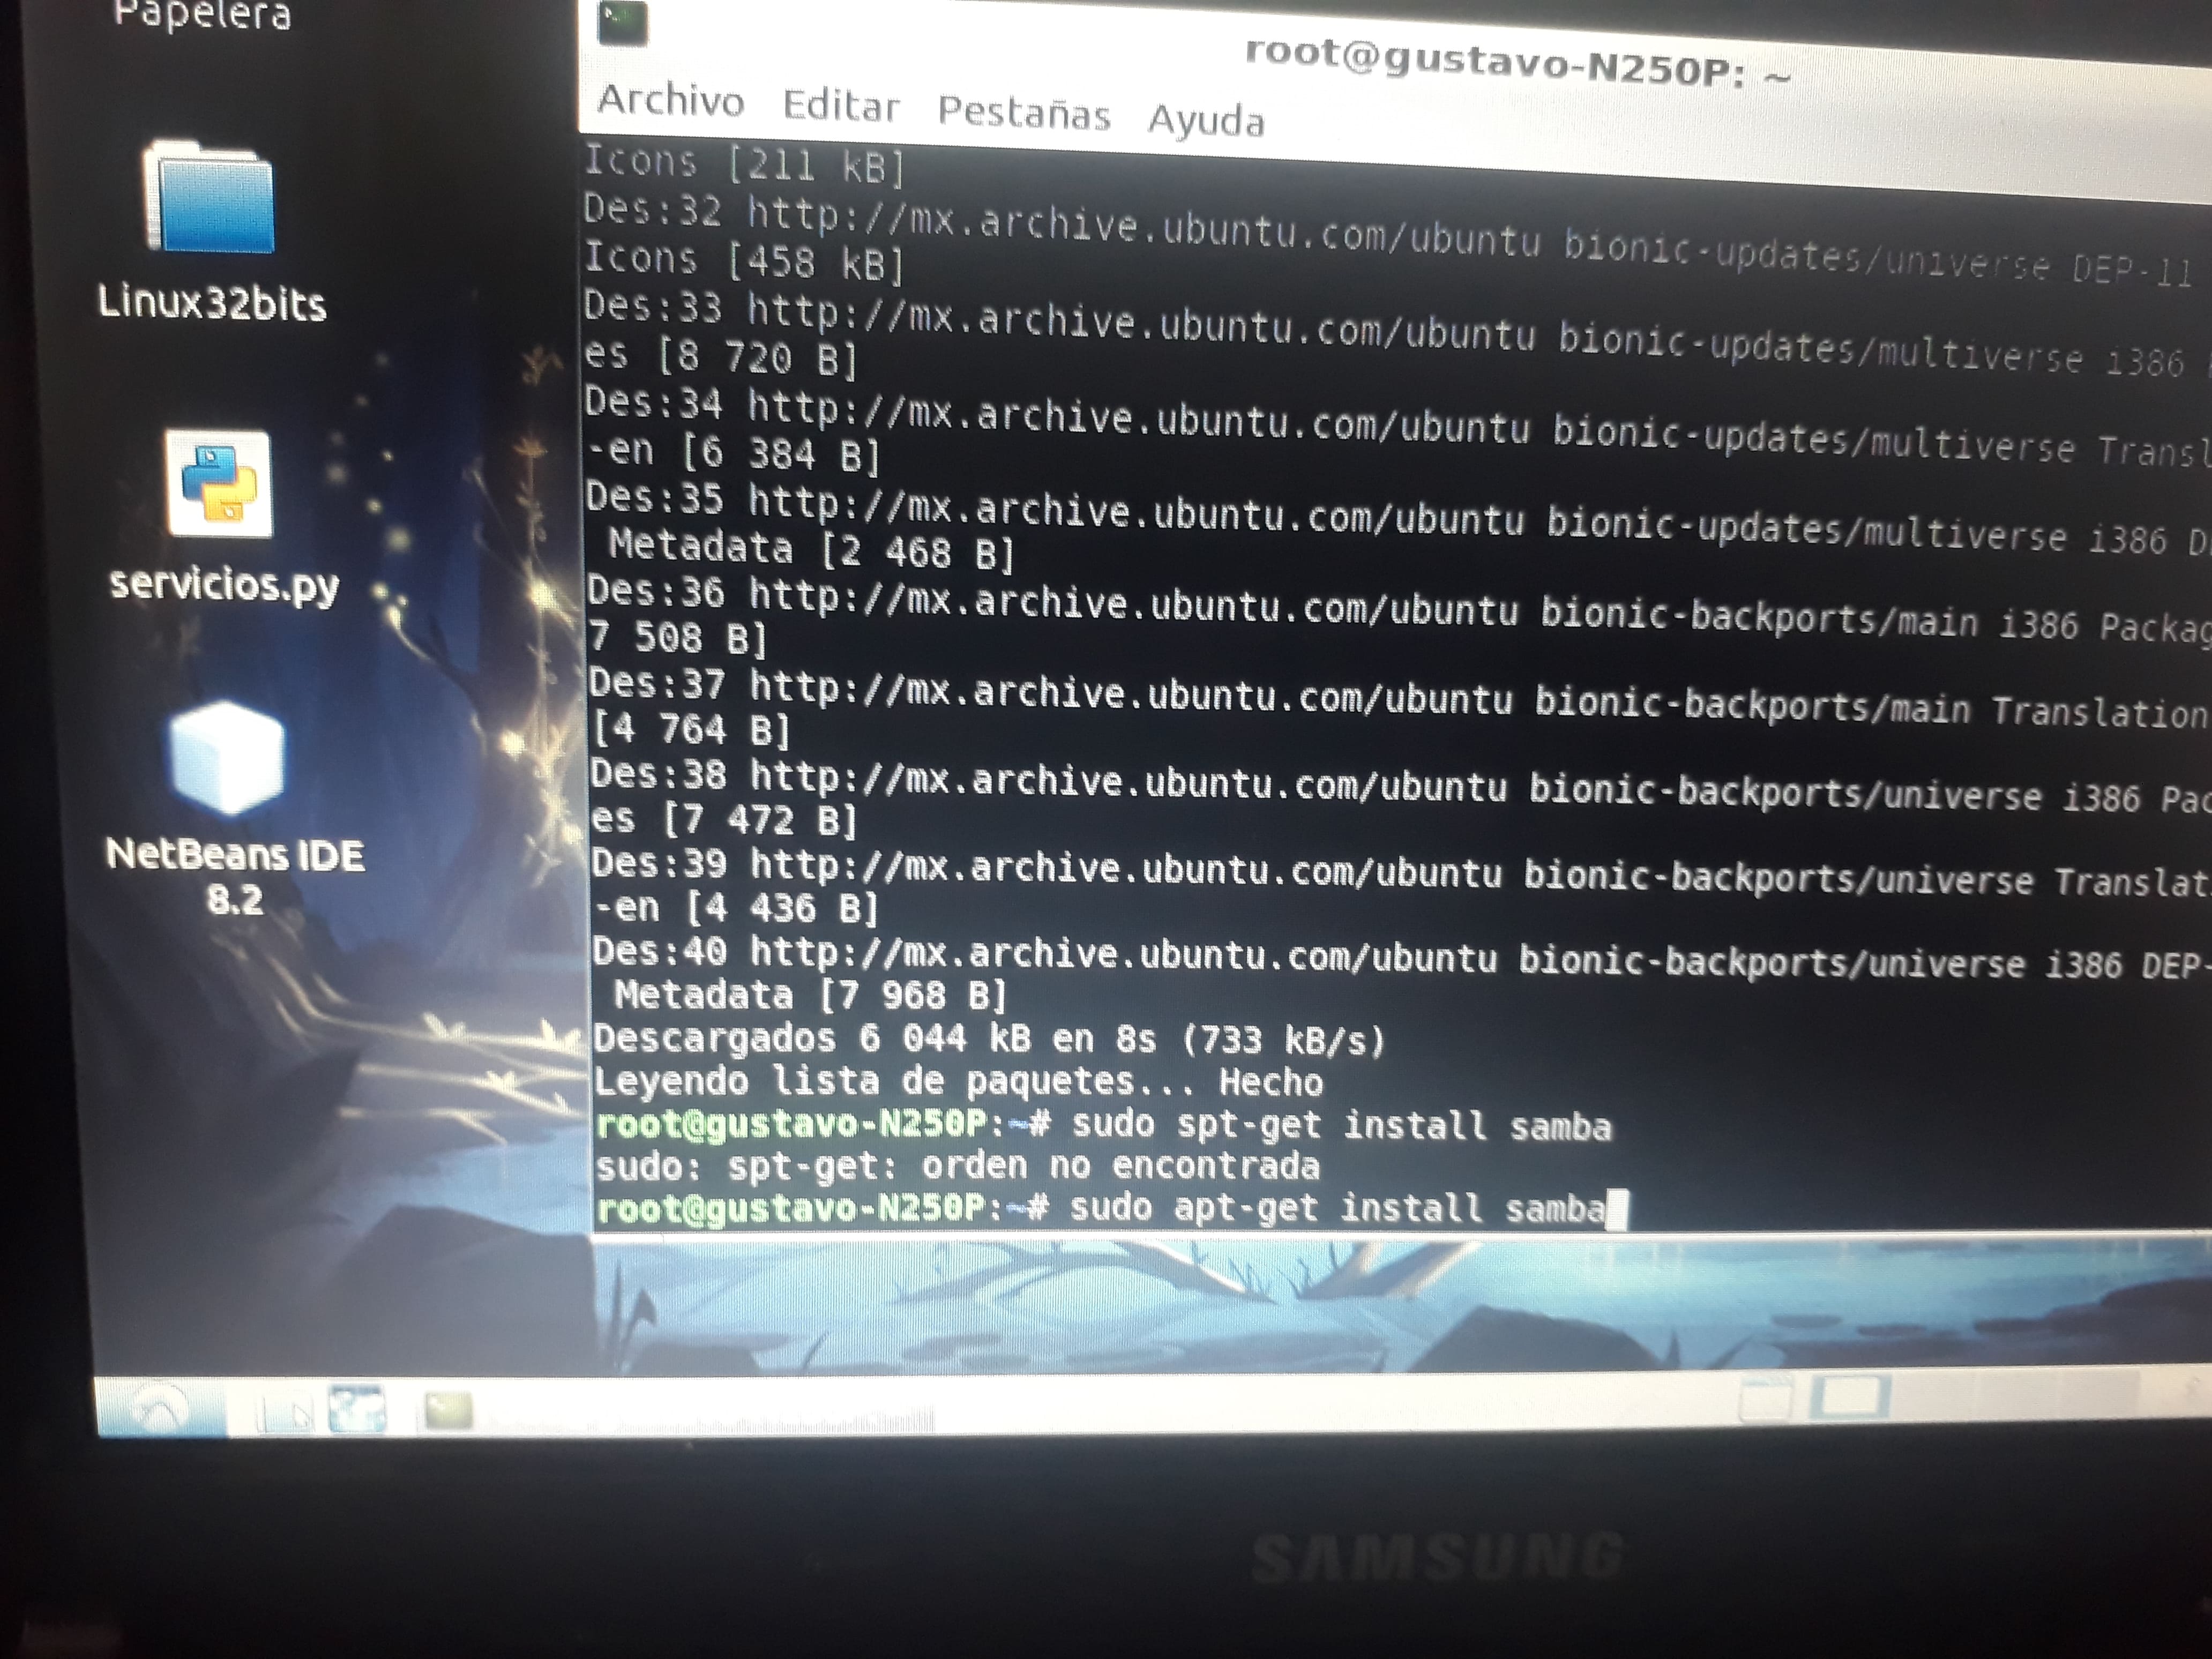 Papelera
Linux32bits
servicios.py
NetBeans IDE
8.2
root@gustavo-N250P: ~
Archivo Editar Pestañas Ayuda
Icons [211 kB]
Des:32 http://mx.archive.ubuntu.com/ubuntu bionic-updates/universe DEP-11
Icons [458 kB]
Des:33 http://mx.archive.ubuntu.com/ubuntu bionic-updates/multiverse i386
es [8 720 B]
Des:34 http://mx.archive.ubuntu.com/ubuntu bionic-updates/multiverse Transl
-en [6 384 B]
Des:35 http://mx.archive.ubuntu.com/ubuntu bionic-updates/multiverse i386 D
 Metadata [2 468 B]
Des:36 http://mx.archive.ubuntu.com/ubuntu bionic-backports/main i386 Packag
7 508 B]
Des:37 http://mx.archive.ubuntu.com/ubuntu bionic-backports/main Translation
[4 764 B]
Des:38 http://mx.archive.ubuntu.com/ubuntu bionic-backports/universe i386 Pac
es [7 472 B]
Des:39 http://mx.archive.ubuntu.com/ubuntu bionic-backports/universe Translat
-en [4 436 B]
Des:40 http://mx.archive.ubuntu.com/ubuntu bionic-backports/universe i386 DEP-
 Metadata [7 968 B]
Descargados 6 044 kB en 8s (733 kB/s)
Leyendo lista de paquetes... Hecho
root@gustavo-N250P:~# sudo spt-get install samba
sudo: spt-get: orden no encontrada
root@gustavo-N250P:~# sudo apt-get install samba
SAMSUNG